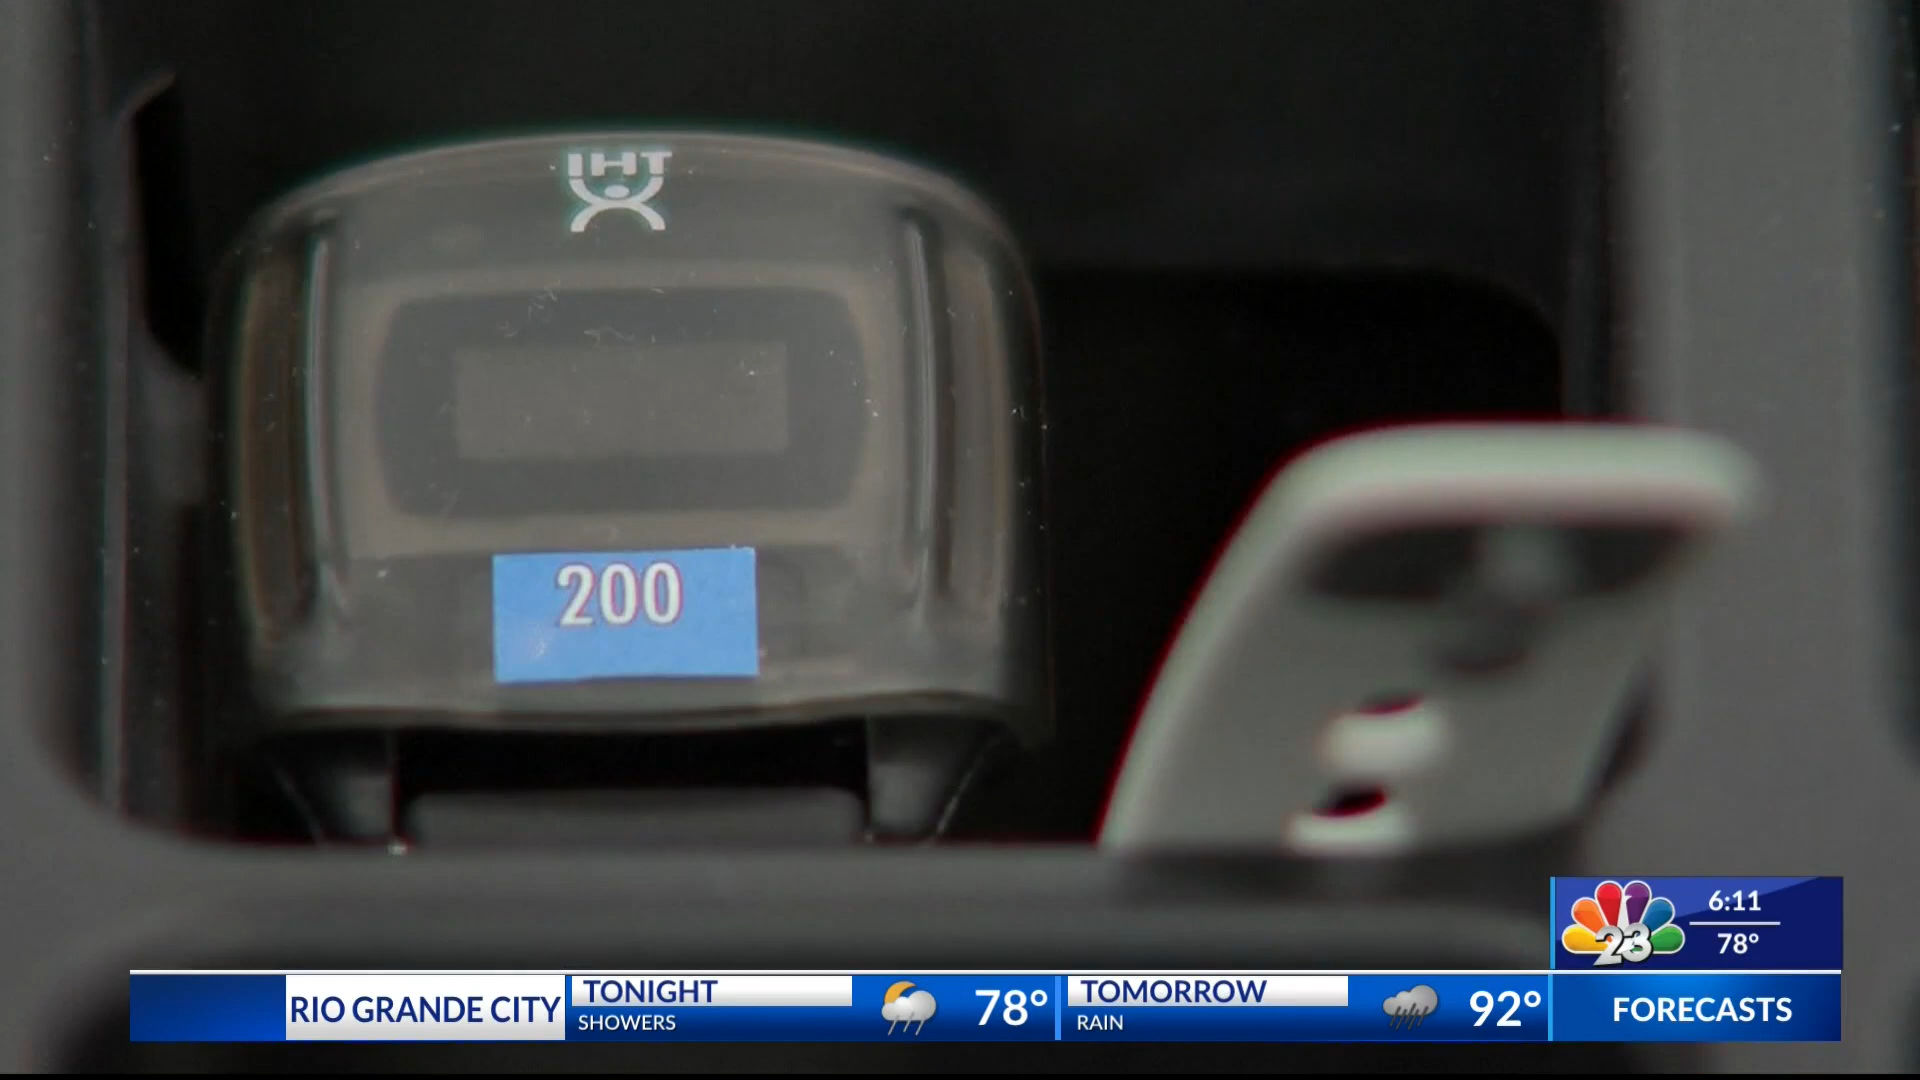 IHT
200
6:11
23
78°
RIO GRANDE CITY
TONIGHT
SHOWERS
78°
TOMORROW
RAIN
92°
FORECASTS